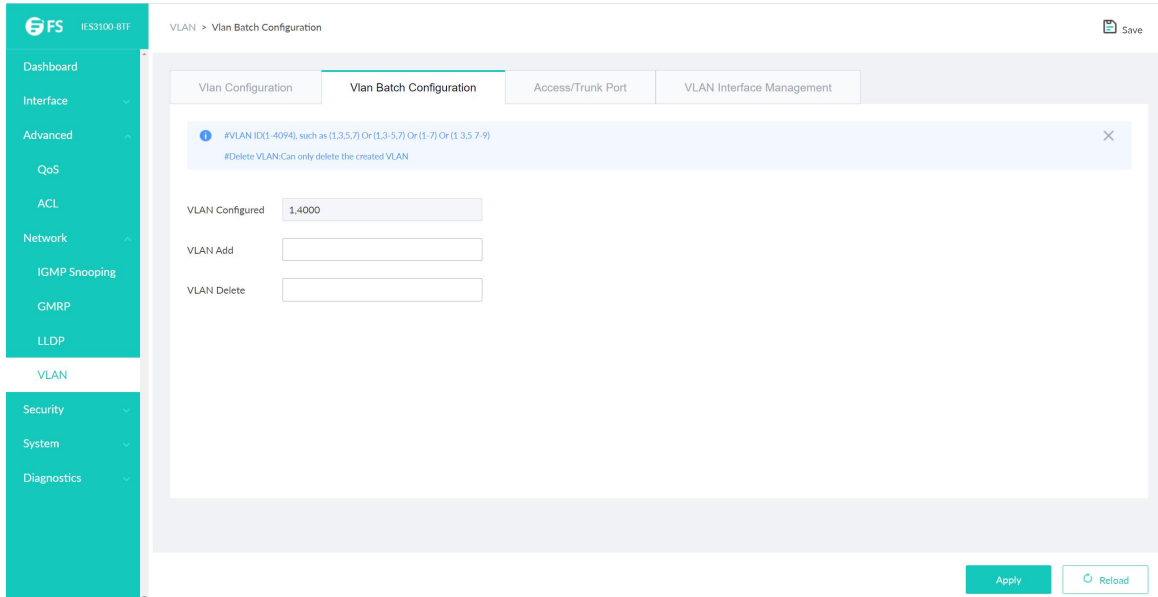 FS IES3100-8TF
VLAN > Vlan Batch Configuration
Save
Dashboard
Interface
Advanced
QoS
ACL
Network
IGMP Snooping
GMRP
LLDP
VLAN
Security
System
Diagnostics
Vlan Configuration
Vlan Batch Configuration
Access/Trunk Port
VLAN Interface Management
#VLAN ID(1-4094), such as (1,3,5,7) Or (1,3-5,7) Or (1-7) Or (1 3,5 7-9)
#Delete VLAN:Can only delete the created VLAN
VLAN Configured 1,4000
VLAN Add
VLAN Delete
Apply
Reload